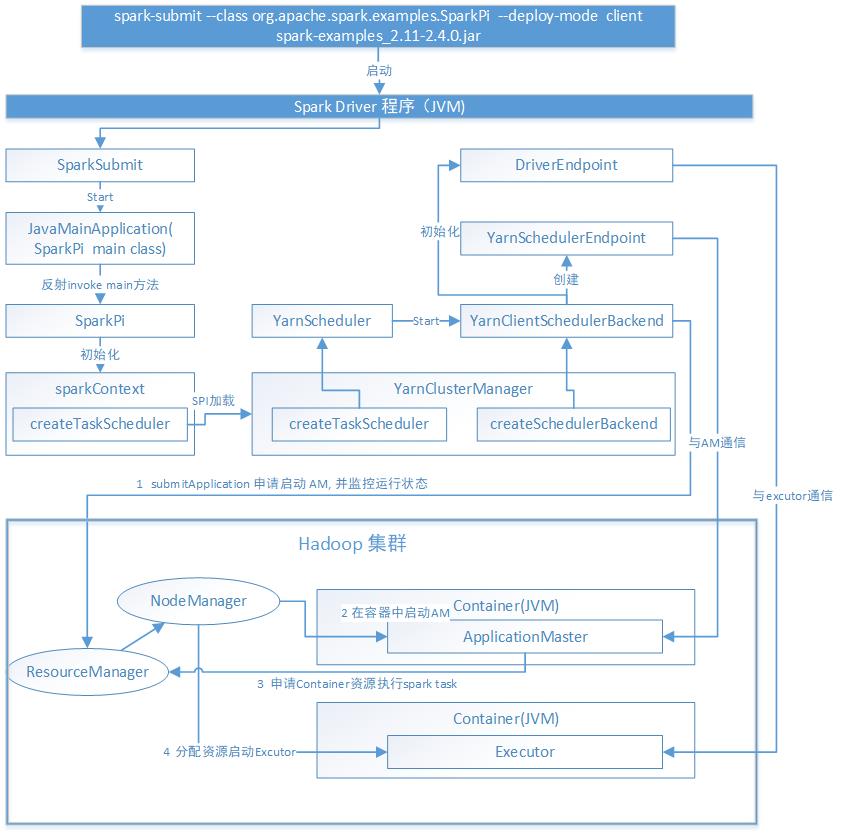 spark-submit --class org.apache.spark.examples.SparkPi --deploy-mode client
spark-examples_2.11-2.4.0.jar
启动
Spark Driver 程序（JVM)
SparkSubmit
Start
JavaMainApplication(
SparkPi main class)
反射invoke main方法
SparkPi
初始化
sparkContext
createTaskScheduler
SPI加载
DriverEndpoint
初始化
YarnSchedulerEndpoint
创建
YarnScheduler
Start
YarnClientSchedulerBackend
YarnClusterManager
createTaskScheduler
createSchedulerBackend
与AM通信
与excutor通信
1 submitApplication 申请启动 AM, 并监控运行状态
Hadoop 集群
NodeManager
2 在容器中启动AM
Container(JVM)
ApplicationMaster
ResourceManager
3 申请Container资源执行spark task
Container(JVM)
4 分配资源启动Excutor
Executor